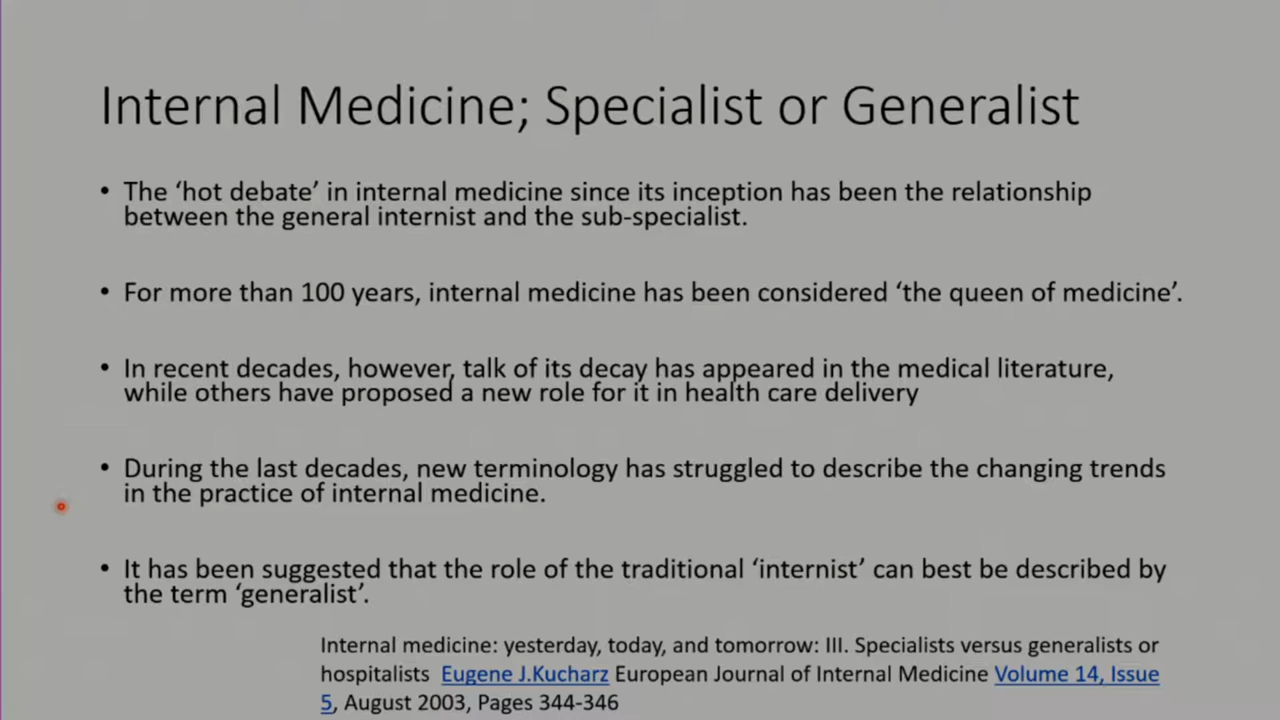 Internal Medicine; Specialist or Generalist
• The ‘hot debate’ in internal medicine since its inception has been the relationship
between the general internist and the sub-specialist.
• For more than 100 years, internal medicine has been considered ‘the queen of medicine’.
• In recent decades, however, talk of its decay has appeared in the medical literature,
while others have proposed a new role for it in health care delivery
• During the last decades, new terminology has struggled to describe the changing trends
in the practice of internal medicine.
• It has been suggested that the role of the traditional ‘internist’ can best be described by
the term ‘generalist’.
Internal medicine: yesterday, today, and tomorrow: III. Specialists versus generalists or
hospitalists Eugene J.Kucharz European Journal of Internal Medicine Volume 14, Issue
5, August 2003, Pages 344-346